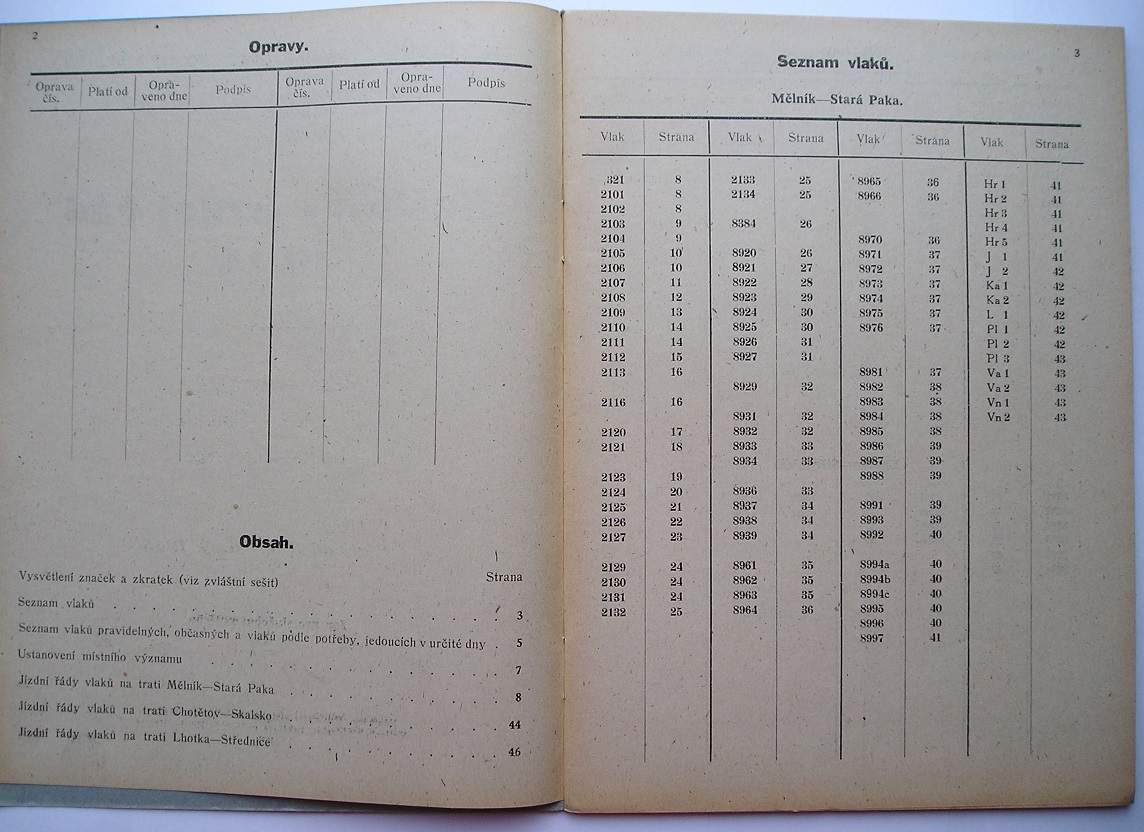 2
Opravy.
Oprava čís. Platí od Opra- veno dne Podpis Oprava čís. Platí od Opra- veno dne Podpis
Obsah.
Vysvětlení značek a zkratek (viz zvláštní sešit) Strana
Seznam vlaků . . . . . . . . . . . . . . . . 3
Seznam vlaků pravidelných, občasných a vlaků podle potřeby, jedoucích v určité dny . 5
Ustanovení místního významu . . . . . . . . . . . . 7
Jízdní řády vlaků na trati Mělník—Stará Paka . . . . . . . . . . 8
Jízdní řády vlaků na trati Chotětov—Skalsko . . . . . . . . . . 44
Jízdní řády vlaků na trati Lhotka—Střednice . . . . . . . . . . 46
3
Seznam vlaků.
Mělník—Stará Paka.
Vlak Strana Vlak Strana Vlak Strana Vlak Strana
321 8 2133 25 8965 36 Hr 1 41
2101 8 2134 25 8966 36 Hr 2 41
2102 8 Hr 3 41
2103 9 8384 26 Hr 4 41
2104 9 8970 36 Hr 5 41
2105 10 8920 26 8971 37 J 1 41
2106 10 8921 27 8972 37 J 2 42
2107 11 8922 28 8973 37 Ka 1 42
2108 12 8923 29 8974 37 Ka 2 42
2109 13 8924 30 8975 37 L 1 42
2110 14 8925 30 8976 37 Pl 1 42
2111 14 8926 31 Pl 2 42
2112 15 8927 31 Pl 3 43
2113 16 8981 37 Va 1 43
8929 32 8982 38 Va 2 43
2116 16 8983 38 Vn 1 43
8931 32 8984 38 Vn 2 43
2120 17 8932 32 8985 38
2121 18 8933 33 8986 39
8934 33 8987 39
2123 19 8988 39
2124 20 8936 33
2125 21 8937 34 8991 39
2126 22 8938 34 8993 39
2127 23 8939 34 8992 40
2129 24 8961 35 8994a 40
2130 24 8962 35 8994b 40
2131 24 8963 35 8994c 40
2132 25 8964 36 8995 40
8996 40
8997 41